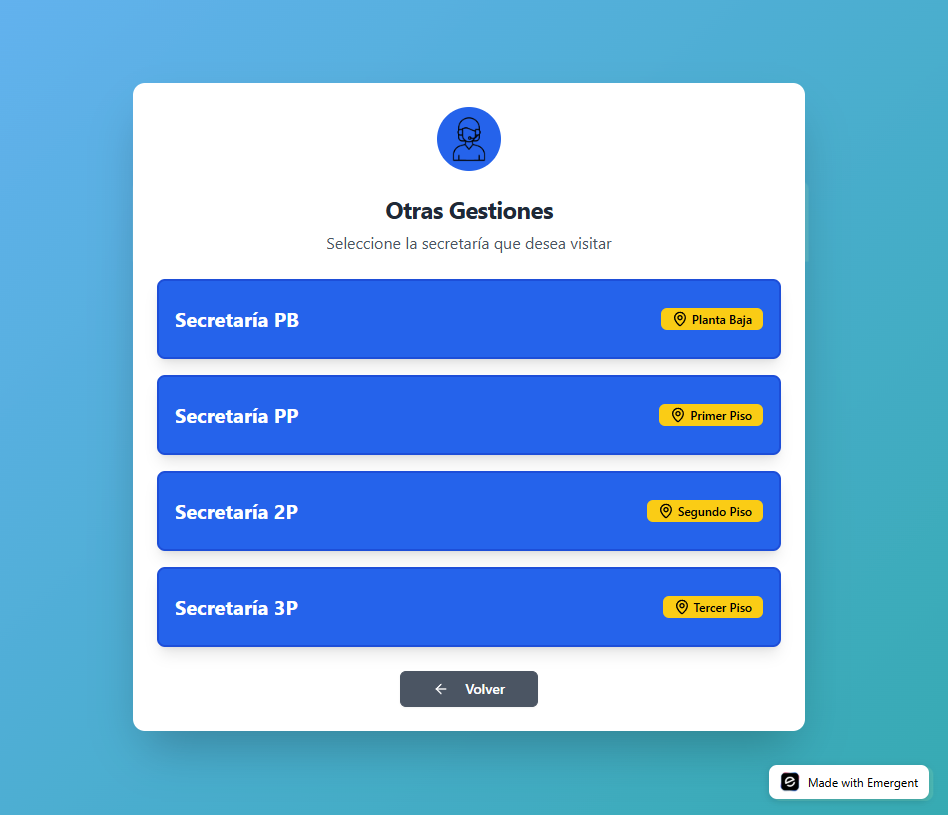 Otras Gestiones
Seleccione la secretaría que desea visitar
Secretaría PB
Planta Baja
Secretaría PP
Primer Piso
Secretaría 2P
Segundo Piso
Secretaría 3P
Tercer Piso
Volver
Made with Emergent